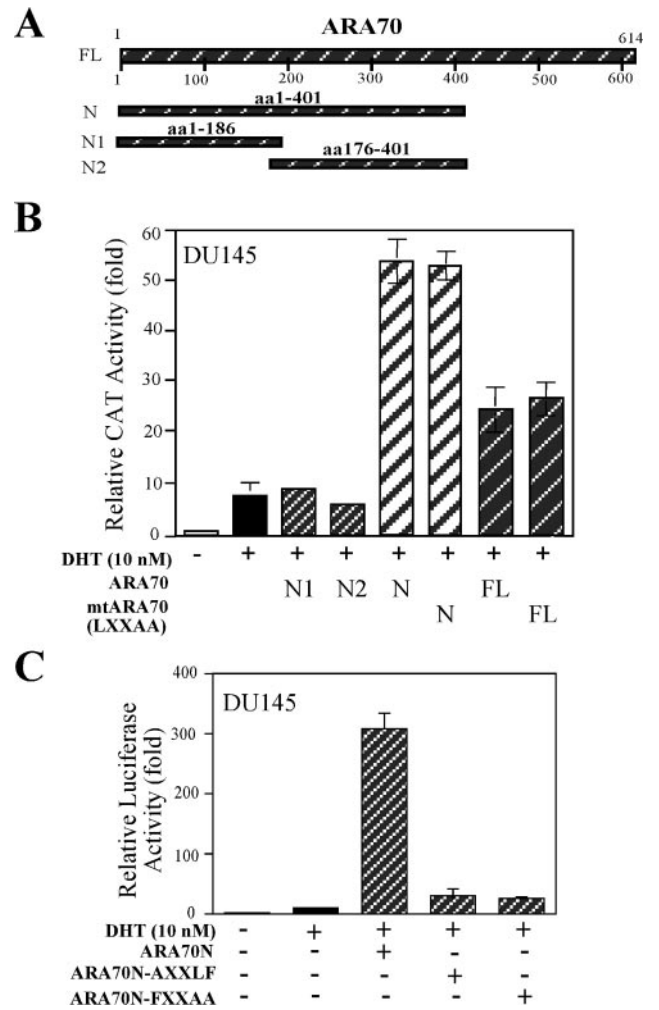 A
ARA70
1 614
FL
1 100 200 300 400 500 600
aa1-401
N
aa1-186
N1
aa176-401
N2
B
DU145
Relative CAT Activity (fold)
60
50
40
30
20
10
0
DHT (10 nM) - + + + + + + +
ARA70 N1 N2 N FL
mtARA70 N FL
(LXXAA)
C
DU145
Relative Luciferase
Activity (fold)
400
300
200
100
0
DHT (10 nM) - + + + +
ARA70N - - + - -
ARA70N-AXXLF - - - + -
ARA70N-FXXAA - - - - +